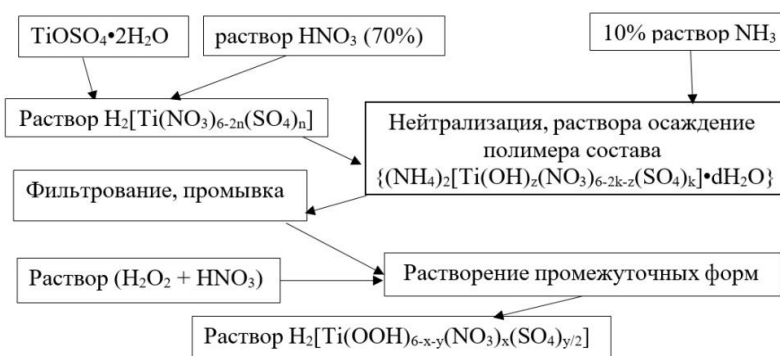 TiOSO₄•2H₂O
раствор HNO₃ (70%)
10% раствор NH₃
Раствор H₂[Ti(NO₃)₆₋₂ₙ(SO₄)ₙ]
Нейтрализация, раствора осаждение
полимера состава
{(NH₄)₂[Ti(OH)z(NO₃)₆₋₂ₖ₋z(SO₄)ₖ]•dH₂O}
Фильтрование, промывка
Раствор (H₂O₂ + HNO₃)
Растворение промежуточных форм
Раствор H₂[Ti(OOH)₆₋ₓ₋y(NO₃)ₓ(SO₄)y/₂]